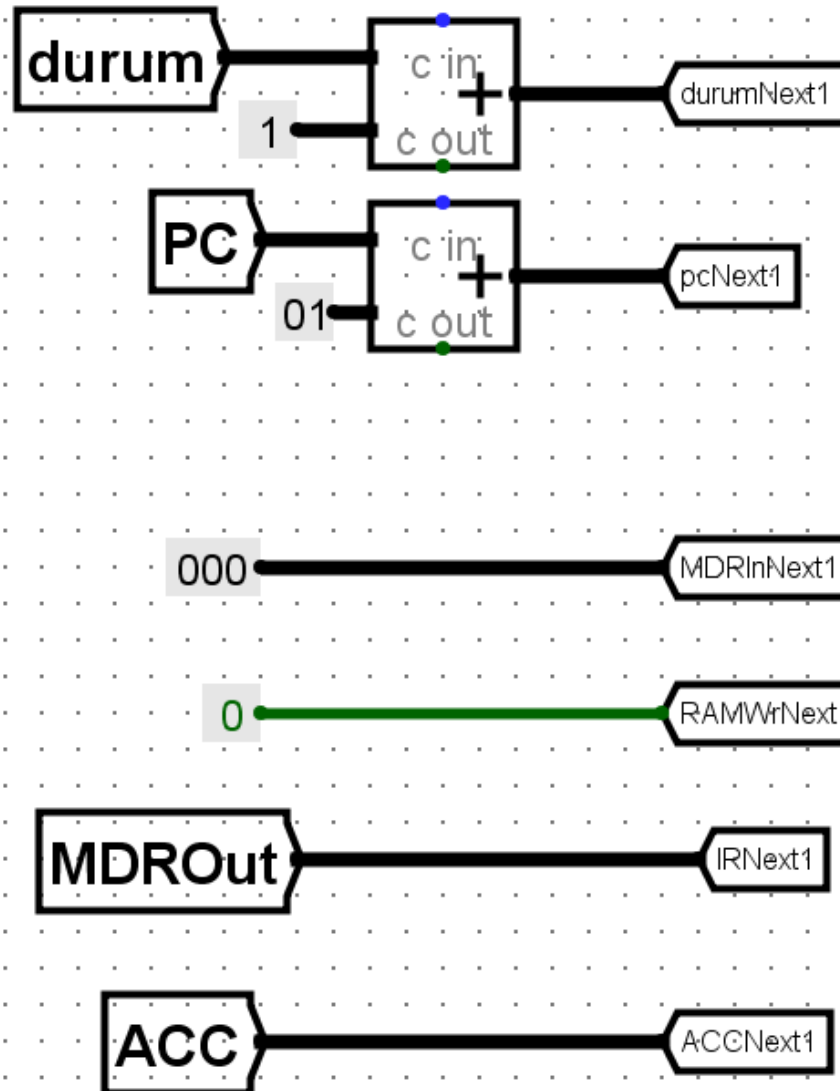 durum
c in
+
1
c out
durumNext1
PC
c in
+
01
c out
pcNext1
000
MDRInNext1
0
RAMWrNext
MDROut
IRNext1
ACC
ACCNext1